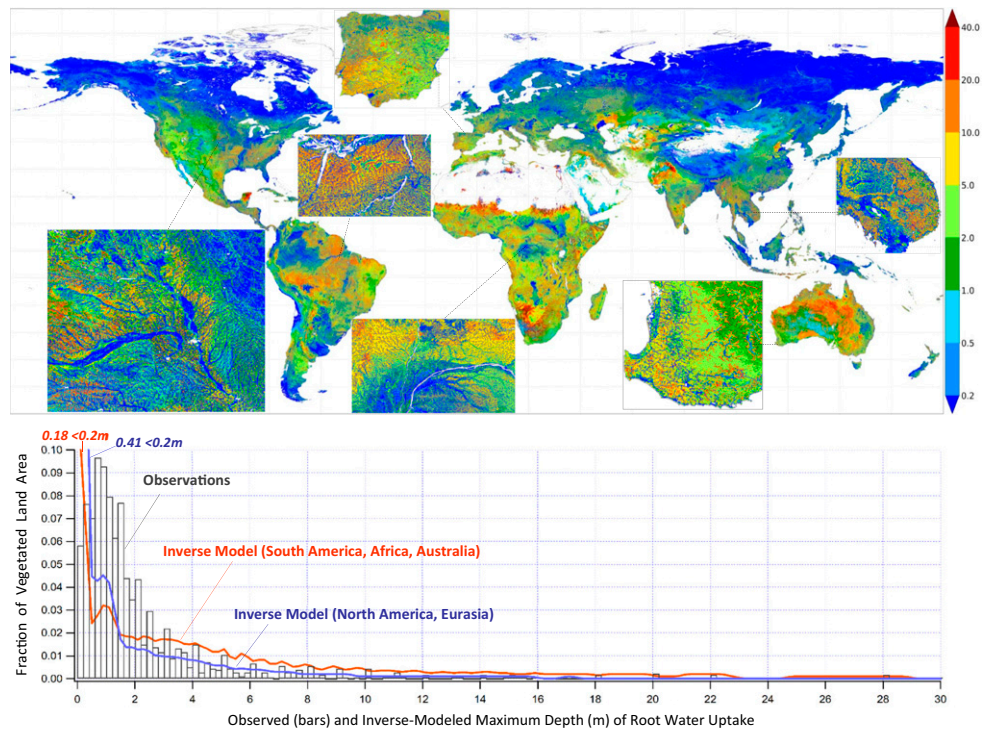 40.0
20.0
10.0
5.0
2.0
1.0
0.5
0.2
0.18 <0.2m
0.41 <0.2m
Fraction of Vegetated Land Area
0.10
0.09
0.08
0.07
0.06
0.05
0.04
0.03
0.02
0.01
0.00
Observations
Inverse Model (South America, Africa, Australia)
Inverse Model (North America, Eurasia)
0 2 4 6 8 10 12 14 16 18 20 22 24 26 28 30
Observed (bars) and Inverse-Modeled Maximum Depth (m) of Root Water Uptake